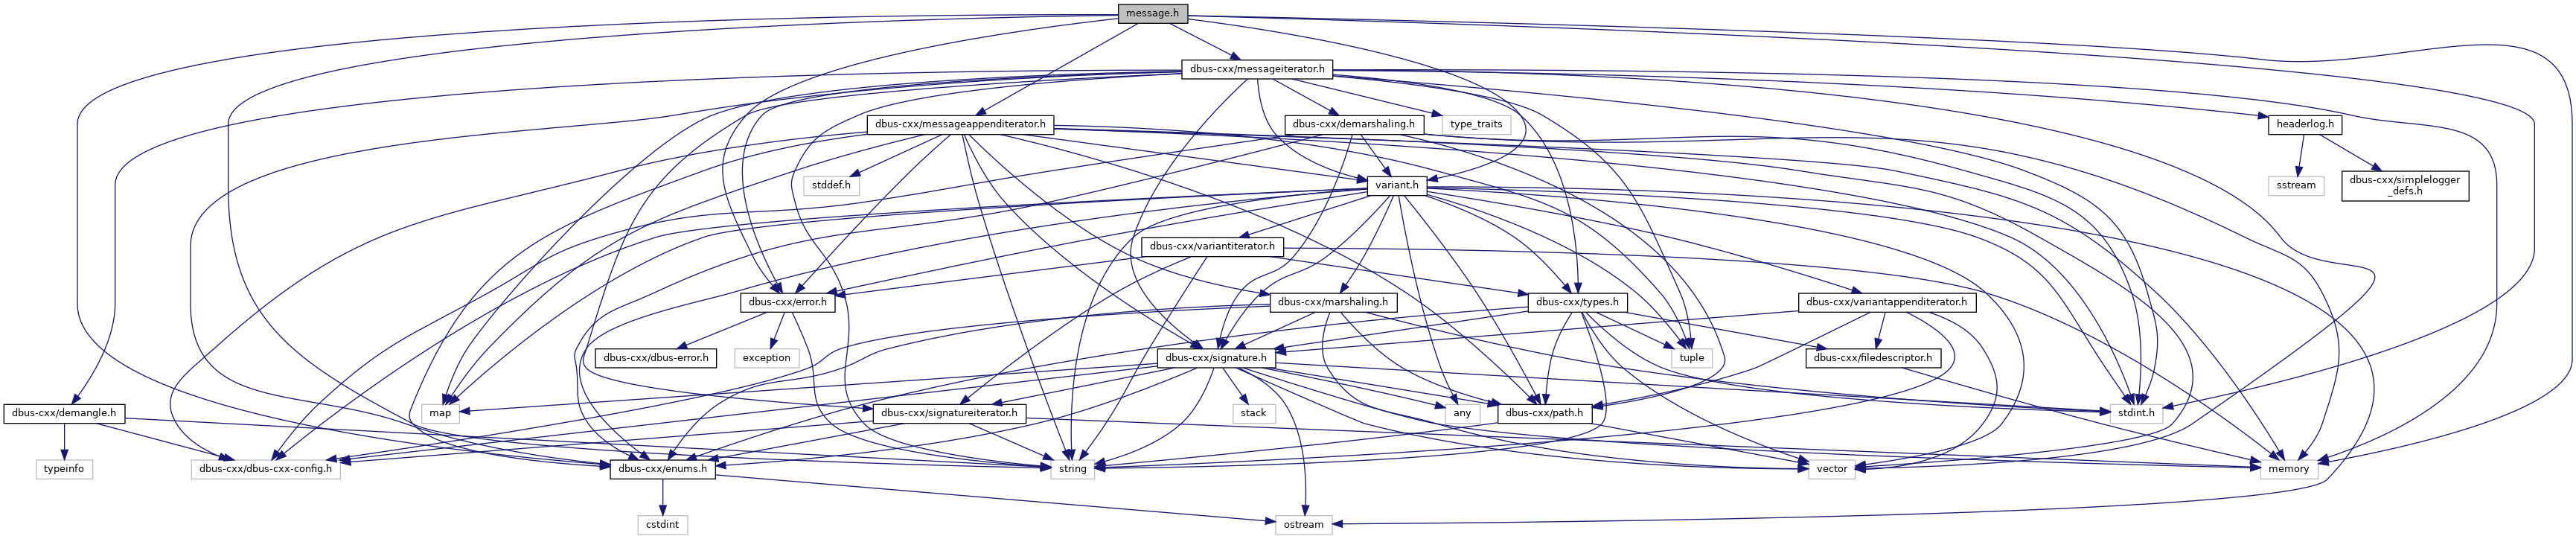 message.h
dbus-cxx/messageiterator.h
dbus-cxx/messageappenditerator.h
dbus-cxx/demarshaling.h
type_traits
headerlog.h
stddef.h
variant.h
sstream
dbus-cxx/simplelogger
_defs.h
dbus-cxx/variantiterator.h
dbus-cxx/error.h
dbus-cxx/marshaling.h
dbus-cxx/types.h
dbus-cxx/variantappenditerator.h
dbus-cxx/dbus-error.h
exception
dbus-cxx/signature.h
tuple
dbus-cxx/filedescriptor.h
dbus-cxx/demangle.h
map
dbus-cxx/signatureiterator.h
stack
any
dbus-cxx/path.h
stdint.h
typeinfo
dbus-cxx/dbus-cxx-config.h
dbus-cxx/enums.h
string
vector
memory
cstdint
ostream